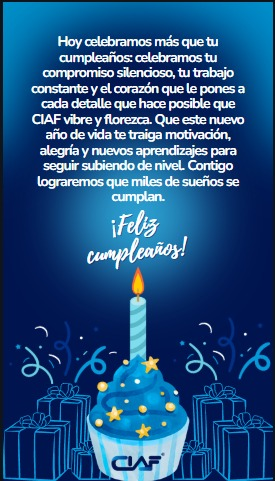 Hoy celebramos más que tu
cumpleaños: celebramos tu
compromiso silencioso, tu trabajo
constante y el corazón que le pones a
cada detalle que hace posible que
CIAF vibre y florezca. Que este nuevo
año de vida te traiga motivación,
alegría y nuevos aprendizajes para
seguir subiendo de nivel. Contigo
lograremos que miles de sueños se
cumplan.
¡Feliz
cumpleaños!
CIAF